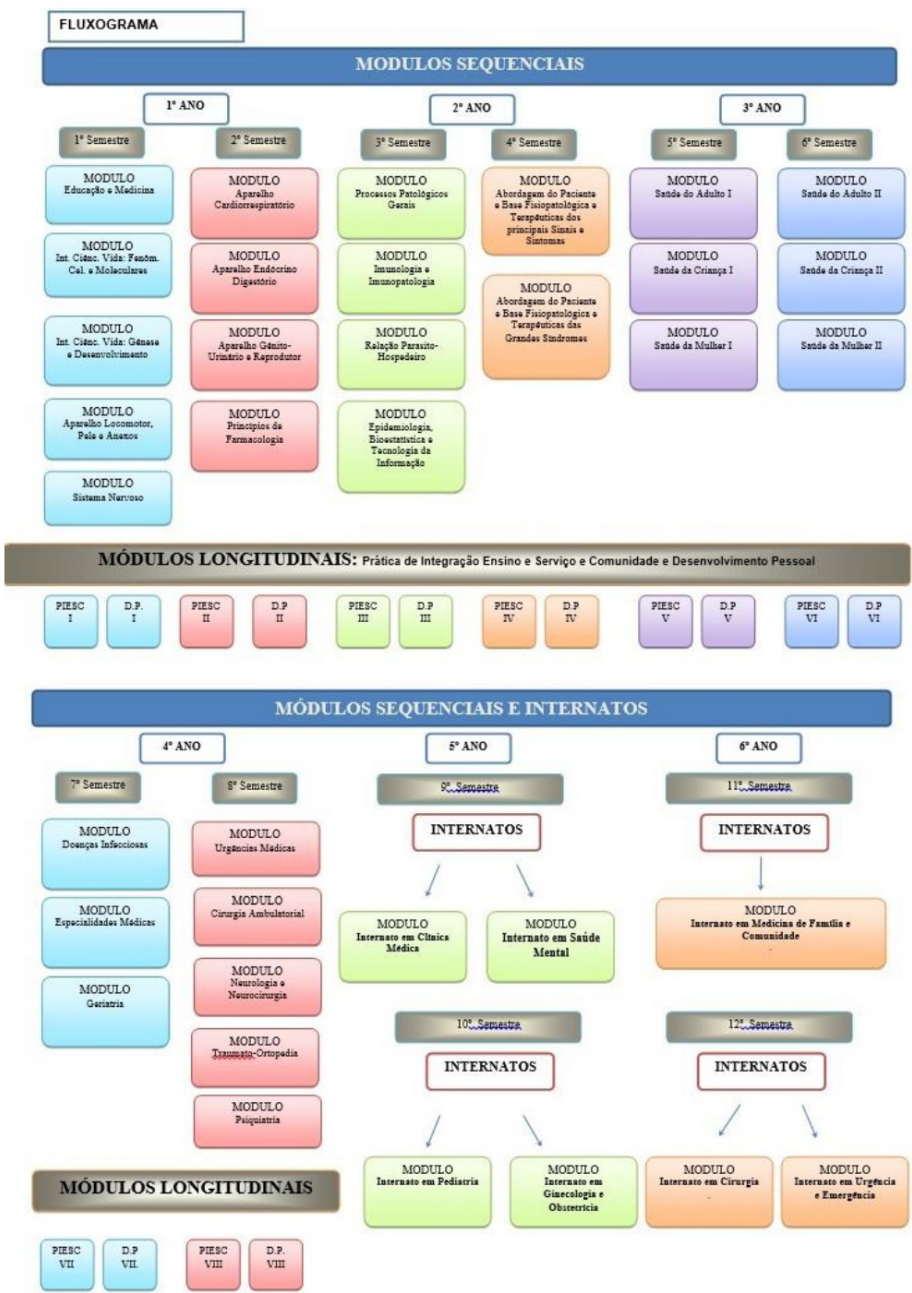 FLUXOGRAMA
MODULOS SEQUENCIAIS
1º ANO
2º ANO
3º ANO
1º Semestre
2º Semestre
3º Semestre
4º Semestre
5º Semestre
6º Semestre
MODULO
Educação e Medicina
MODULO
Int. Ciênc. Vida: Fenôm.
Cel. e Moleculares
MODULO
Int. Ciênc. Vida: Gênese
e Desenvolvimento
MODULO
Aparelho Locomotor,
Pele e Anexos
MODULO
Sistema Nervoso
MODULO
Aparelho
Cardiorrespiratório
MODULO
Aparelho Endócrino
Digestório
MODULO
Aparelho Gênito-
Urinário e Reprodutor
MODULO
Princípios de
Farmacologia
MODULO
Processos Patológicos
Gerais
MODULO
Imunologia e
Imunopatologia
MODULO
Relação Parasito-
Hospedeiro
MODULO
Epidemiologia,
Bioestatística e
Tecnologia da
Informação
MODULO
Abordagem do Paciente
e Base Fisiopatológica e
Terapêuticas dos
principais Sinais e
Sintomas
MODULO
Abordagem do Paciente
e Base Fisiopatológica e
Terapêuticas das
Grandes Síndromes
MODULO
Saúde do Adulto I
MODULO
Saúde da Criança I
MODULO
Saúde da Mulher I
MODULO
Saúde do Adulto II
MODULO
Saúde da Criança II
MODULO
Saúde da Mulher II
MÓDULOS LONGITUDINAIS: Prática de Integração Ensino e Serviço e Comunidade e Desenvolvimento Pessoal
PIESC
I
D.P.
I
PIESC
II
D.P
II
PIESC
III
D.P
III
PIESC
IV
D.P
IV
PIESC
V
D.P
V
PIESC
VI
D.P
VI
MÓDULOS SEQUENCIAIS E INTERNATOS
4º ANO
5º ANO
6º ANO
7º Semestre
8º Semestre
9º. Semestre
11º. Semestre
MODULO
Doenças Infecciosas
MODULO
Especialidades Médicas
MODULO
Geriatria
MODULO
Urgências Médicas
MODULO
Cirurgia Ambulatorial
MODULO
Neurologia e
Neurocirurgia
MODULO
Traumato-Ortopedia
MODULO
Psiquiatria
INTERNATOS
MODULO
Internato em Clínica
Médica
MODULO
Internato em Saúde
Mental
INTERNATOS
MODULO
Internato em Medicina de Família e
Comunidade
.
10º. Semestre
INTERNATOS
MODULO
Internato em Pediatria
MODULO
Internato em
Ginecologia e
Obstetrícia
12º. Semestre
INTERNATOS
MODULO
Internato em Cirurgia
.
MODULO
Internato em Urgência
e Emergência
MÓDULOS LONGITUDINAIS
PIESC
VII
D.P
VII.
PIESC
VIII
D.P.
VIII